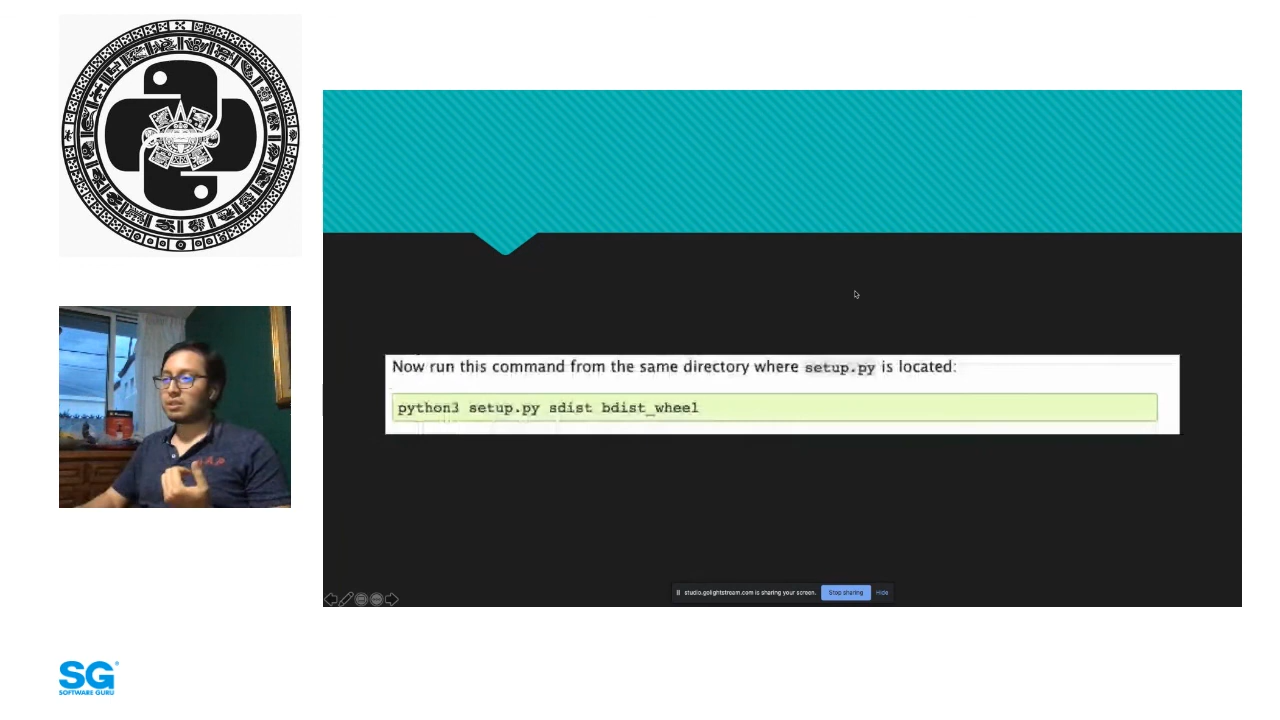 Now run this command from the same directory where setup.py is located:
python3 setup.py sdist bdist_wheel
studio.golightstream.com is sharing your screen. Stop sharing Hide
SG®
SOFTWARE GURU